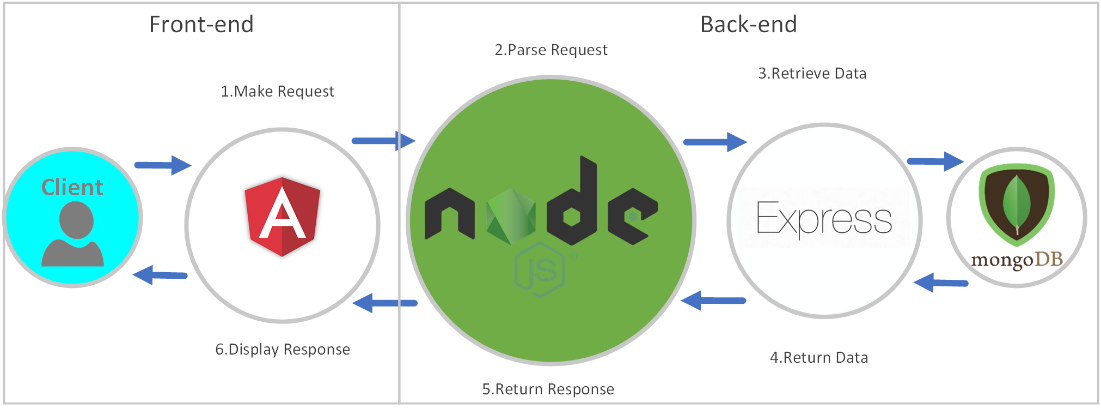 Front-end
Back-end
2.Parse Request
3.Retrieve Data
1.Make Request
Client
A
node
JS
Express
mongoDB
6.Display Response
4.Return Data
5.Return Response